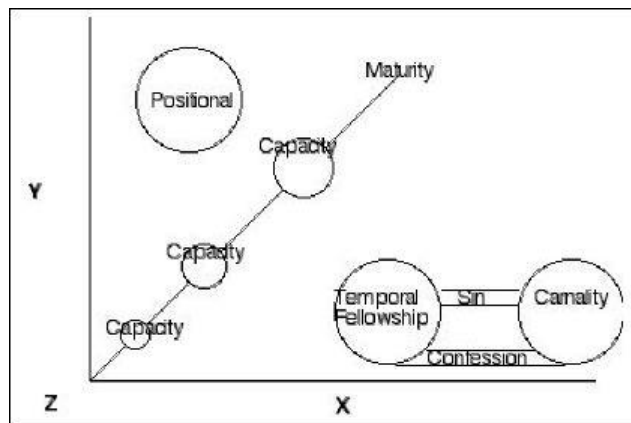 Maturity
Positional
Capacity
Y
Capacity
Temporal
Fellowship
Sin
Carnality
Capacity
Confession
Z
X